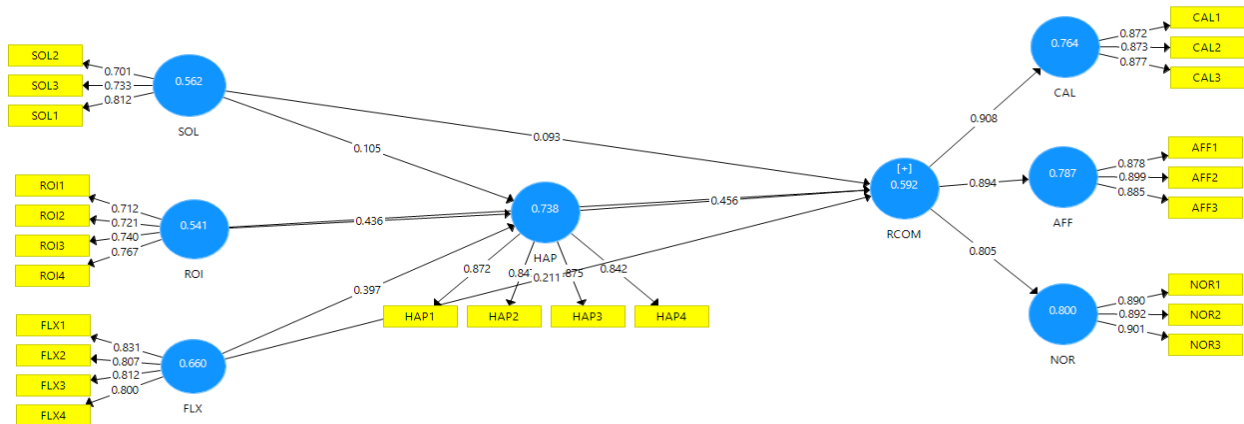 SOL2
SOL3
SOL1
0.701
0.733
0.812
0.562
SOL
ROI1
ROI2
ROI3
ROI4
0.712
0.721
0.740
0.767
0.541
ROI
FLX1
FLX2
FLX3
FLX4
0.831
0.807
0.812
0.800
0.660
FLX
0.105
0.093
0.436
0.456
0.397
0.211
0.738
HAP
0.872
0.842
HAP1
HAP2
HAP3
HAP4
[+]
0.592
RCOM
0.908
0.894
0.805
0.764
CAL
0.872
0.873
0.877
CAL1
CAL2
CAL3
0.787
AFF
0.878
0.899
0.885
AFF1
AFF2
AFF3
0.800
NOR
0.890
0.892
0.901
NOR1
NOR2
NOR3